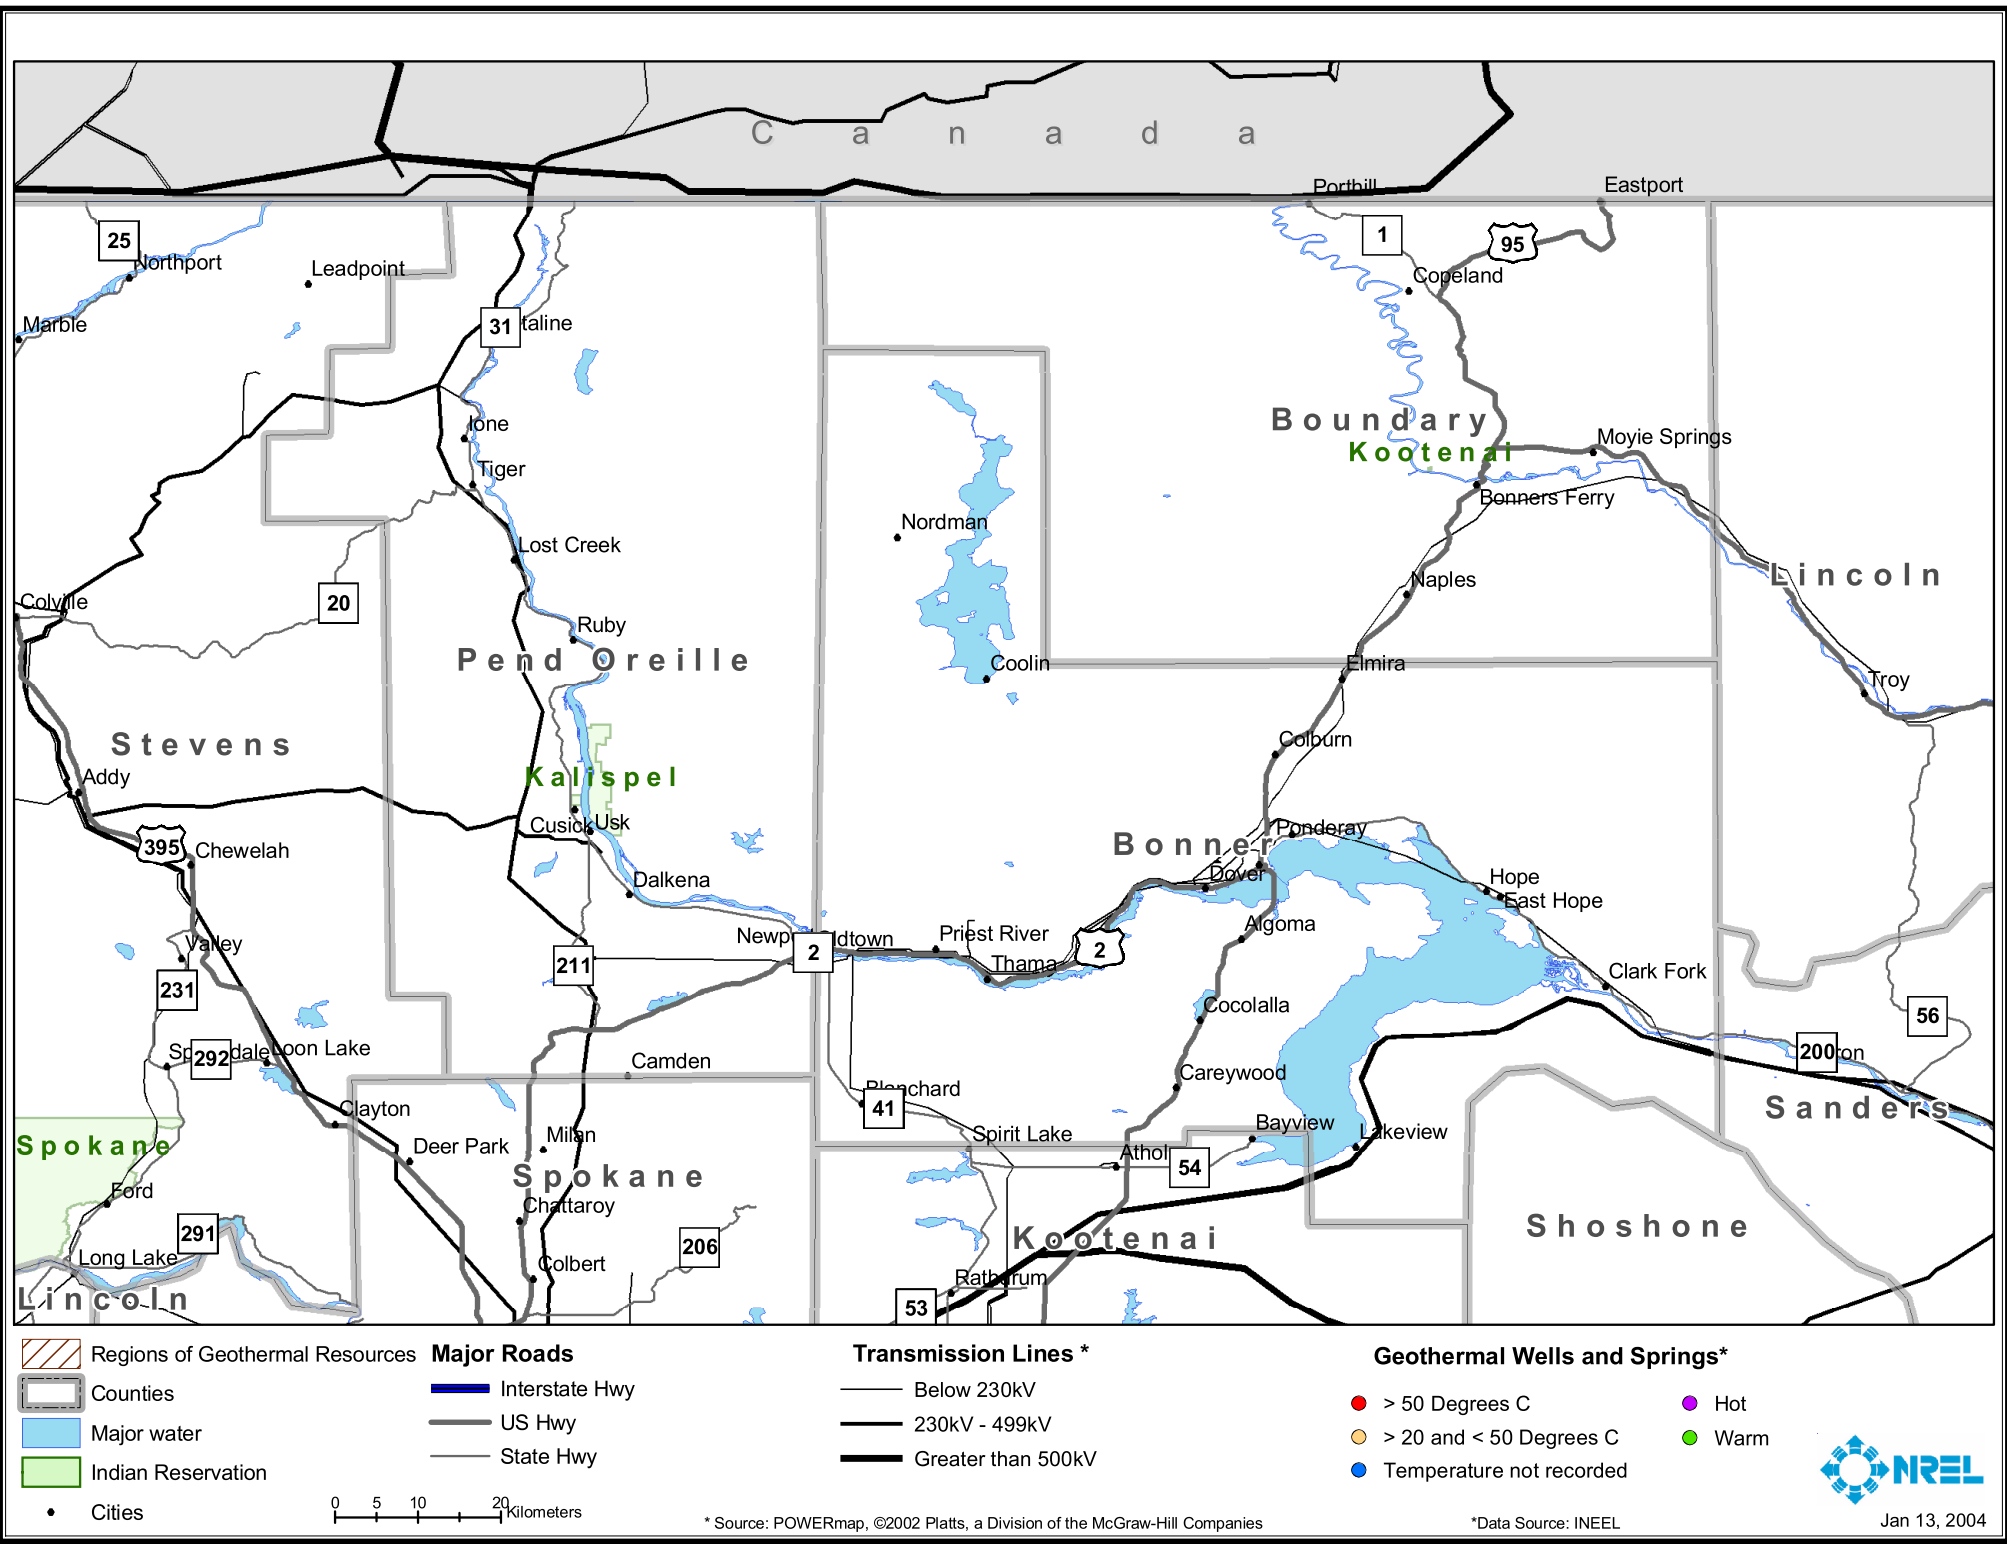 C a n a d a
Porthill
Eastport
25
1
95
Northport
Leadpoint
Copeland
Marble
31
taline
Boundary
Ione
Kootenai
Moyie Springs
Tiger
Bonners Ferry
Nordman
Lost Creek
Lincoln
Naples
Colville
20
Ruby
Pend Oreille
Coolin
Elmira
Troy
Stevens
Colburn
Addy
Kalispel
Cusick
Usk
Ponderay
Bonner
395
Chewelah
Dover
Dalkena
Hope
East Hope
Algoma
Valley
Newp
ldtown
Priest River
2
2
211
Thama
Clark Fork
231
Cocolalla
56
Sp
292
dale
Loon Lake
200
on
Camden
Careywood
Blanchard
41
Clayton
Sanders
Bayview
Lakeview
Spokane
Deer Park
Milan
Spirit Lake
Athol
54
Spokane
Ford
Chattaroy
Shoshone
291
206
Kootenai
Long Lake
Colbert
Rathdrum
Lincoln
53
Regions of Geothermal Resources
Counties
Major water
Indian Reservation
Cities
Major Roads
Interstate Hwy
US Hwy
State Hwy
0 5 10 20
Kilometers
Transmission Lines *
Below 230kV
230kV - 499kV
Greater than 500kV
* Source: POWERmap, ©2002 Platts, a Division of the McGraw-Hill Companies
Geothermal Wells and Springs*
> 50 Degrees C
> 20 and < 50 Degrees C
Temperature not recorded
Hot
Warm
*Data Source: INEEL
NREL
Jan 13, 2004